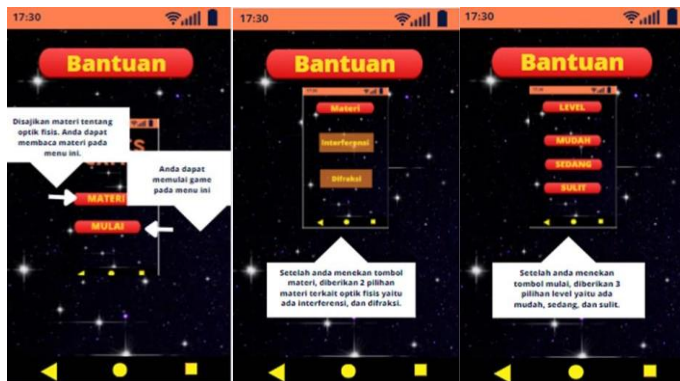 17:30
Bantuan
Disajikan materi tentang
optik fisis. Anda dapat
membaca materi pada
menu ini.
Anda dapat
memulai game
pada menu ini
MATERI
MULAI
17:30
Bantuan
Materi
Interferensi
Difraksi
Setelah anda menekan tombol
materi, diberikan 2 pilihan
materi terkait optik fisis yaitu
ada interferensi, dan difraksi.
17:30
Bantuan
LEVEL
MUDAH
SEDANG
SULIT
Setelah anda menekan
tombol mulai, diberikan 3
pilihan level yaitu ada
mudah, sedang, dan sulit.